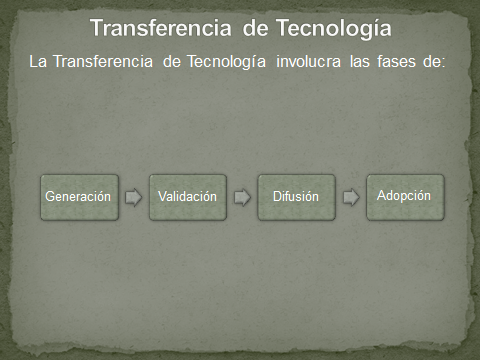 Transferencia de Tecnología
La Transferencia de Tecnología involucra las fases de:
Generación
Validación
Difusión
Adopción